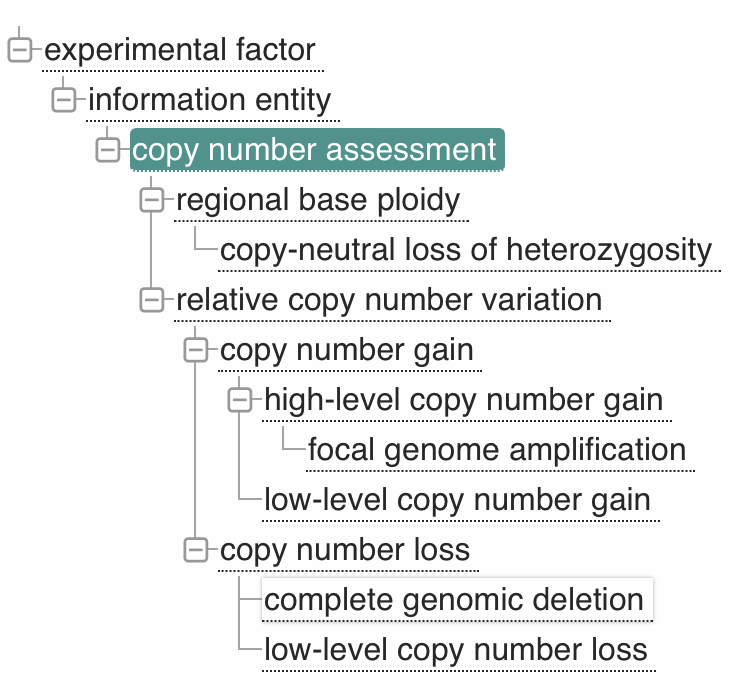 experimental factor
information entity
copy number assessment
regional base ploidy
copy-neutral loss of heterozygosity
relative copy number variation
copy number gain
high-level copy number gain
focal genome amplification
low-level copy number gain
copy number loss
complete genomic deletion
low-level copy number loss